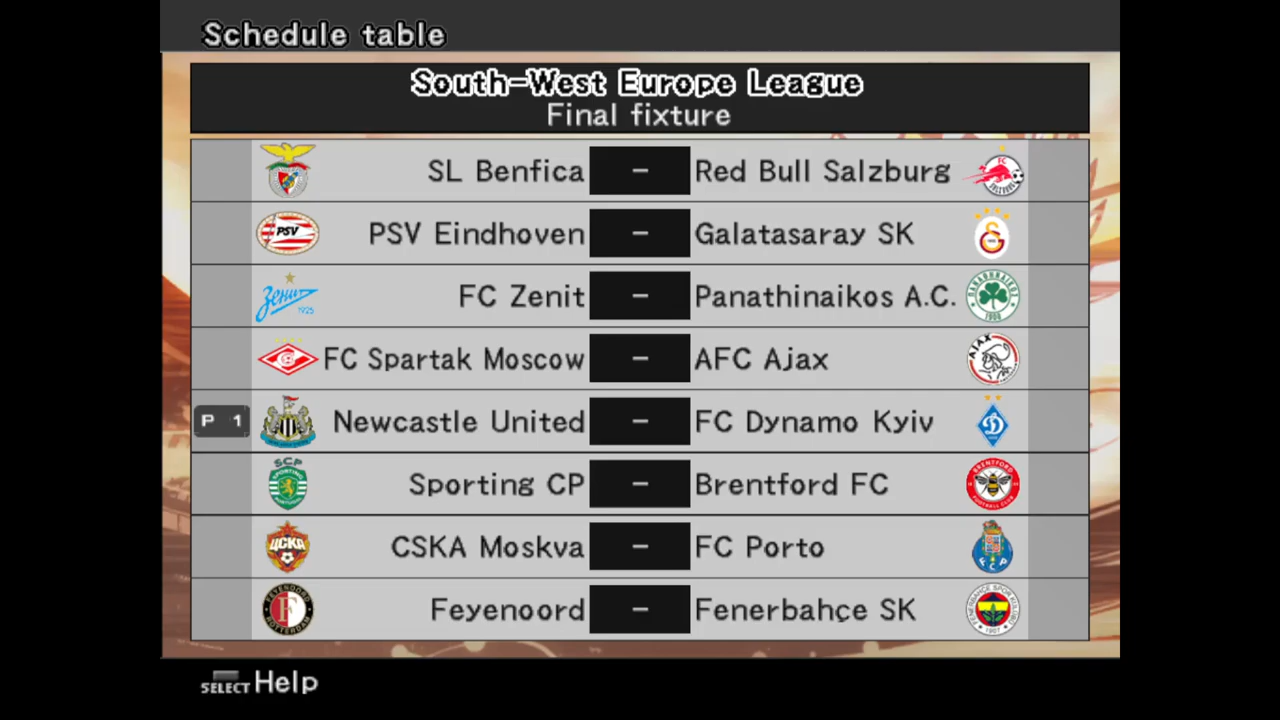 Schedule table
South-West Europe League
Final fixture
SL Benfica - Red Bull Salzburg
PSV Eindhoven - Galatasaray SK
FC Zenit - Panathinaikos A.C.
FC Spartak Moscow - AFC Ajax
P 1 Newcastle United - FC Dynamo Kyiv
Sporting CP - Brentford FC
CSKA Moskva - FC Porto
Feyenoord - Fenerbahçe SK
SELECT Help